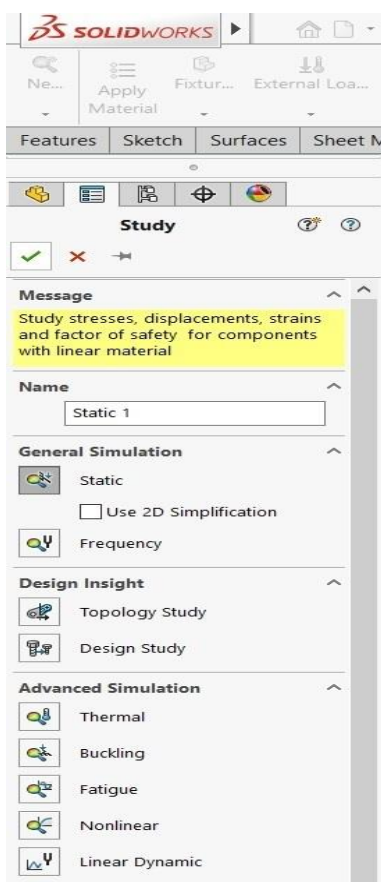 SOLIDWORKS
Ne...
Apply
Material
Fixtur...
External Loa...
Features
Sketch
Surfaces
Sheet M
Study
Message
Study stresses, displacements, strains
and factor of safety for components
with linear material
Name
Static 1
General Simulation
Static
Use 2D Simplification
Frequency
Design Insight
Topology Study
Design Study
Advanced Simulation
Thermal
Buckling
Fatigue
Nonlinear
Linear Dynamic